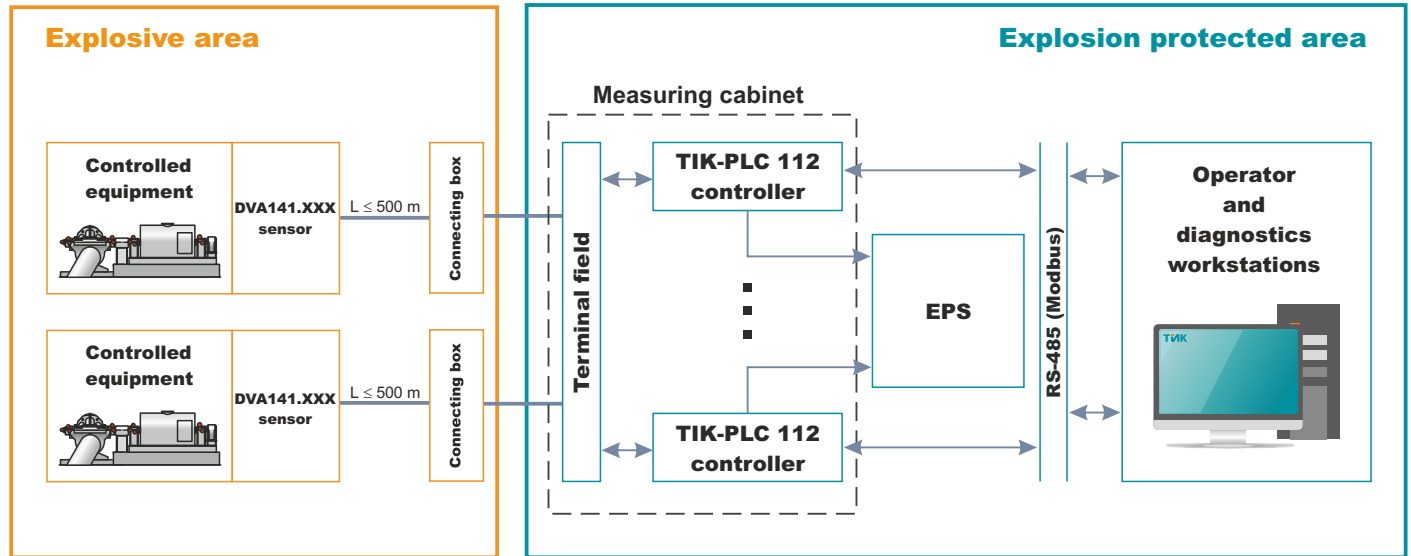 Explosive area
Explosion protected area
Measuring cabinet
Controlled
equipment
DVA141.XXX
sensor
L ≤ 500 m
Connecting box
Controlled
equipment
DVA141.XXX
sensor
L ≤ 500 m
Connecting box
Terminal field
TIK-PLC 112
controller
TIK-PLC 112
controller
EPS
RS-485 (Modbus)
Operator
and
diagnostics
workstations
TИK